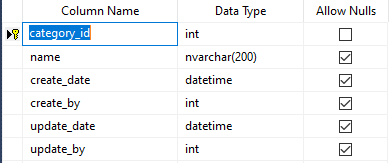 Column Name Data Type Allow Nulls
category_id int
name nvarchar(200)
create_date datetime
create_by int
update_date datetime
update_by int